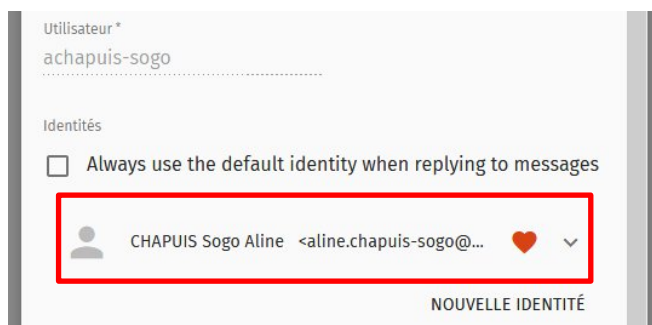 Utilisateur *
achapuis-sogo
Identités
Always use the default identity when replying to messages
CHAPUIS Sogo Aline <aline.chapuis-sogo@...
NOUVELLE IDENTITÉ